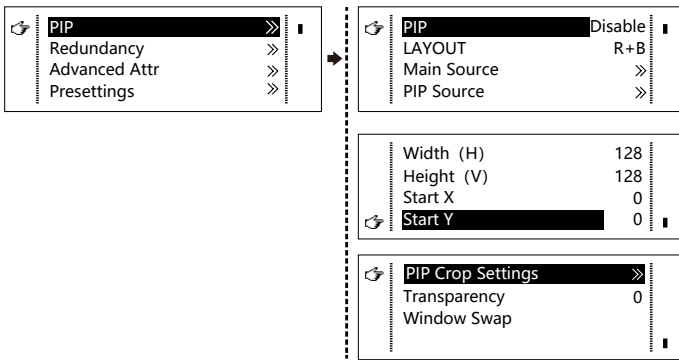 PIP
Redundancy
Advanced Attr
Presettings
PIP Disable
LAYOUT R+B
Main Source
PIP Source
Width (H) 128
Height (V) 128
Start X 0
Start Y 0
PIP Crop Settings
Transparency 0
Window Swap